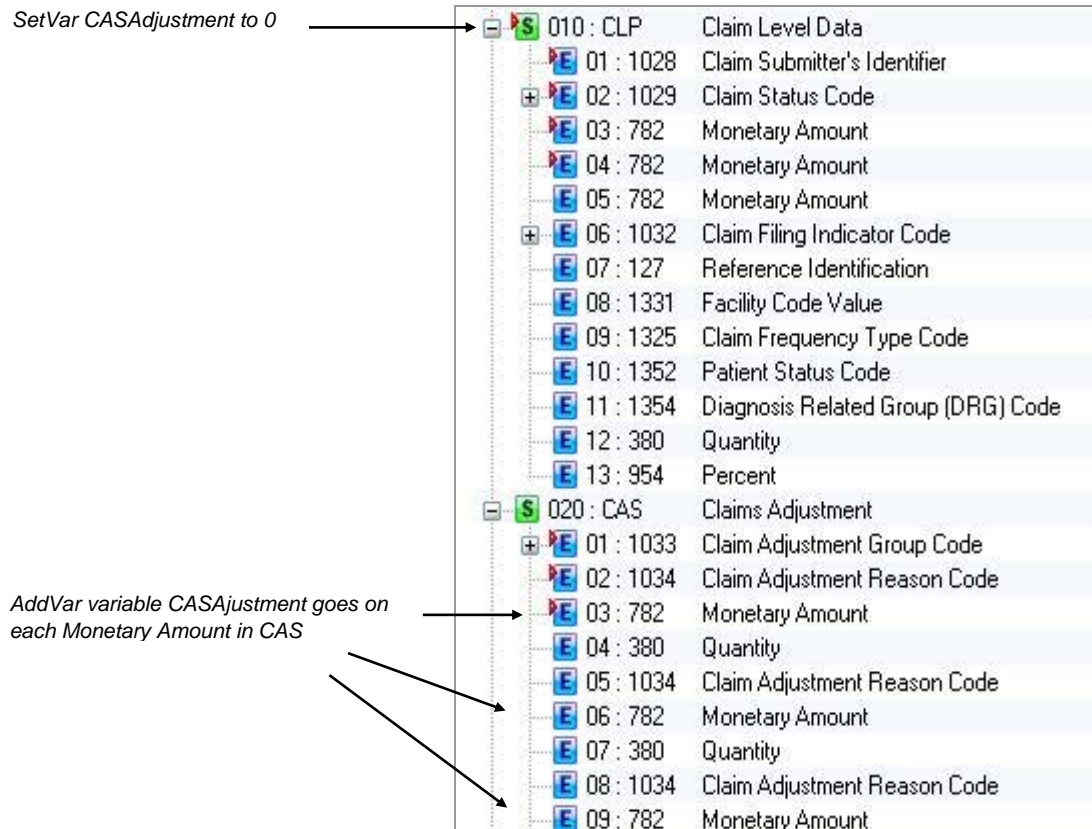 SetVar CASAdjustment to 0
S 010 : CLP Claim Level Data
E 01 : 1028 Claim Submitter's Identifier
E 02 : 1029 Claim Status Code
E 03 : 782 Monetary Amount
E 04 : 782 Monetary Amount
E 05 : 782 Monetary Amount
E 06 : 1032 Claim Filing Indicator Code
E 07 : 127 Reference Identification
E 08 : 1331 Facility Code Value
E 09 : 1325 Claim Frequency Type Code
E 10 : 1352 Patient Status Code
E 11 : 1354 Diagnosis Related Group (DRG) Code
E 12 : 380 Quantity
E 13 : 954 Percent
S 020 : CAS Claims Adjustment
E 01 : 1033 Claim Adjustment Group Code
E 02 : 1034 Claim Adjustment Reason Code
AddVar variable CASAjustment goes on
each Monetary Amount in CAS
E 03 : 782 Monetary Amount
E 04 : 380 Quantity
E 05 : 1034 Claim Adjustment Reason Code
E 06 : 782 Monetary Amount
E 07 : 380 Quantity
E 08 : 1034 Claim Adjustment Reason Code
E 09 : 782 Monetary Amount